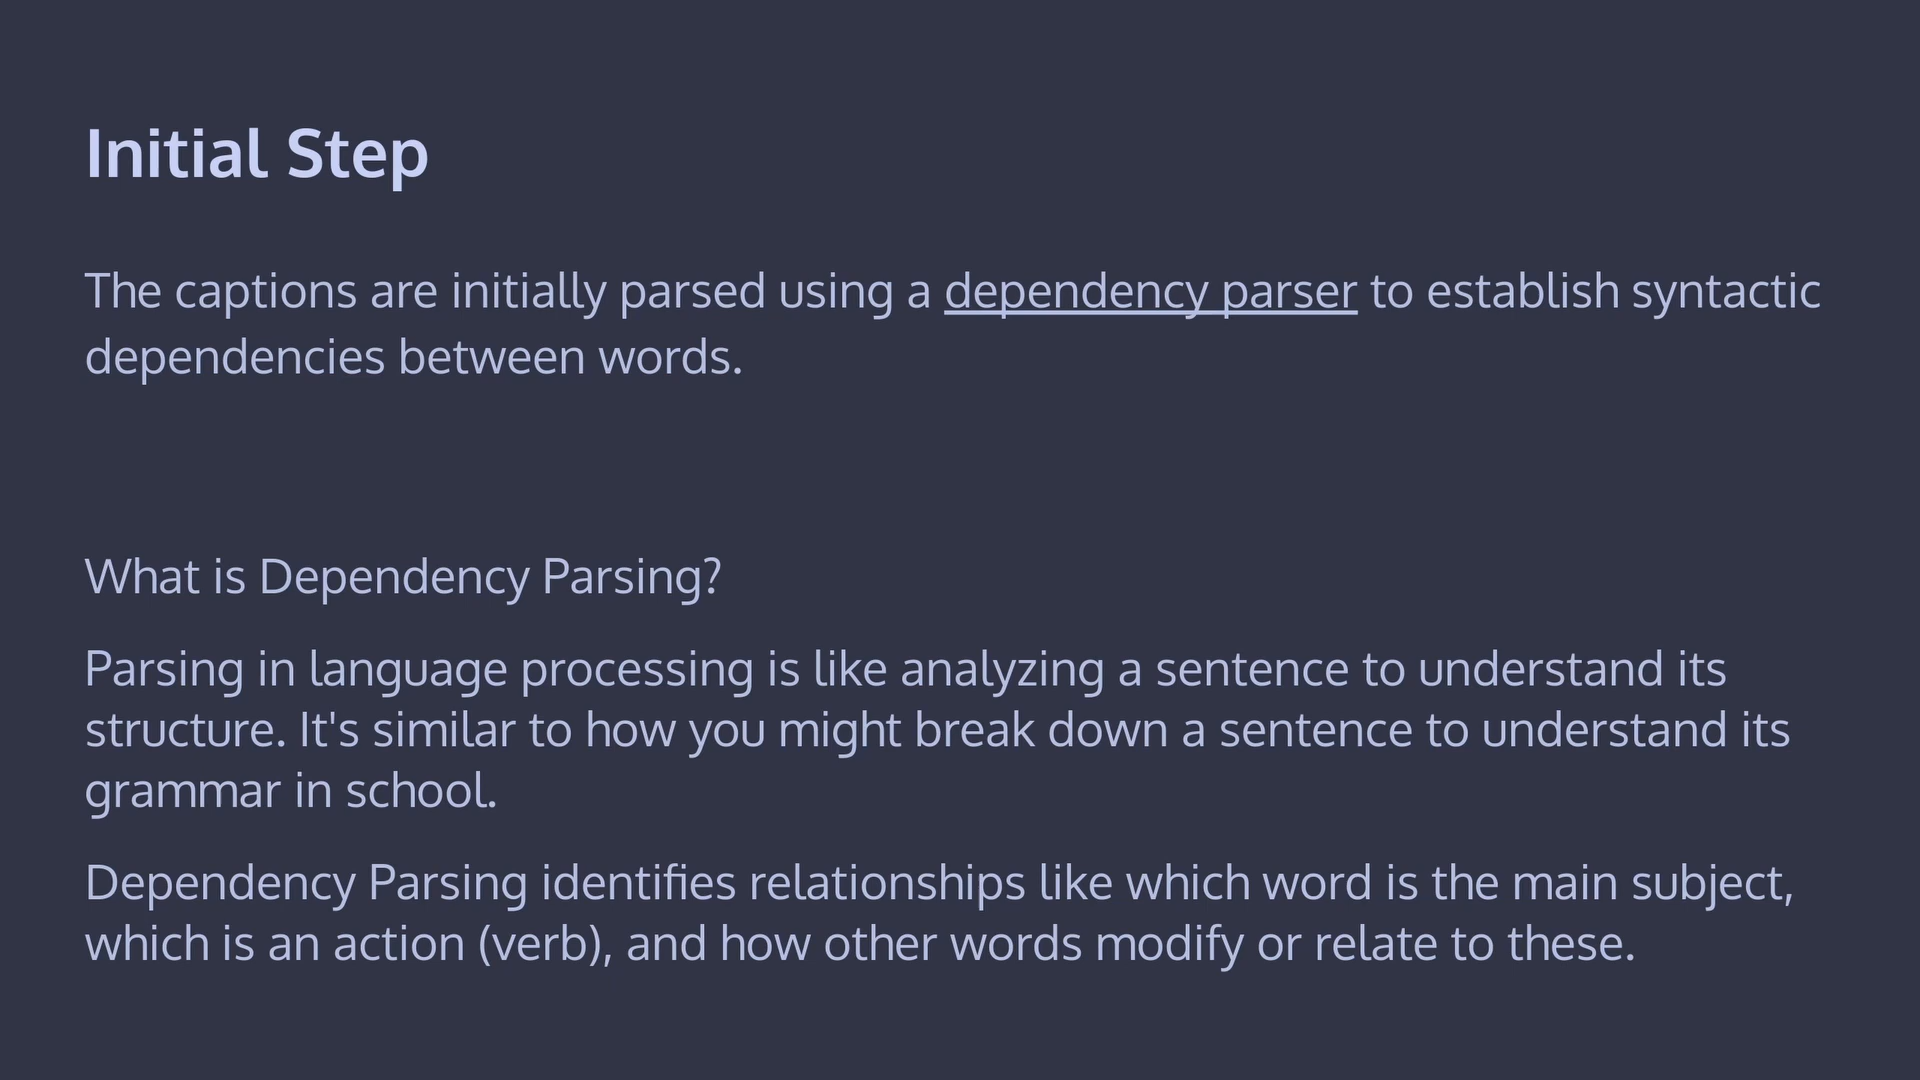 Initial Step
The captions are initially parsed using a dependency parser to establish syntactic
dependencies between words.
What is Dependency Parsing?
Parsing in language processing is like analyzing a sentence to understand its
structure. It's similar to how you might break down a sentence to understand its
grammar in school.
Dependency Parsing identifies relationships like which word is the main subject,
which is an action (verb), and how other words modify or relate to these.